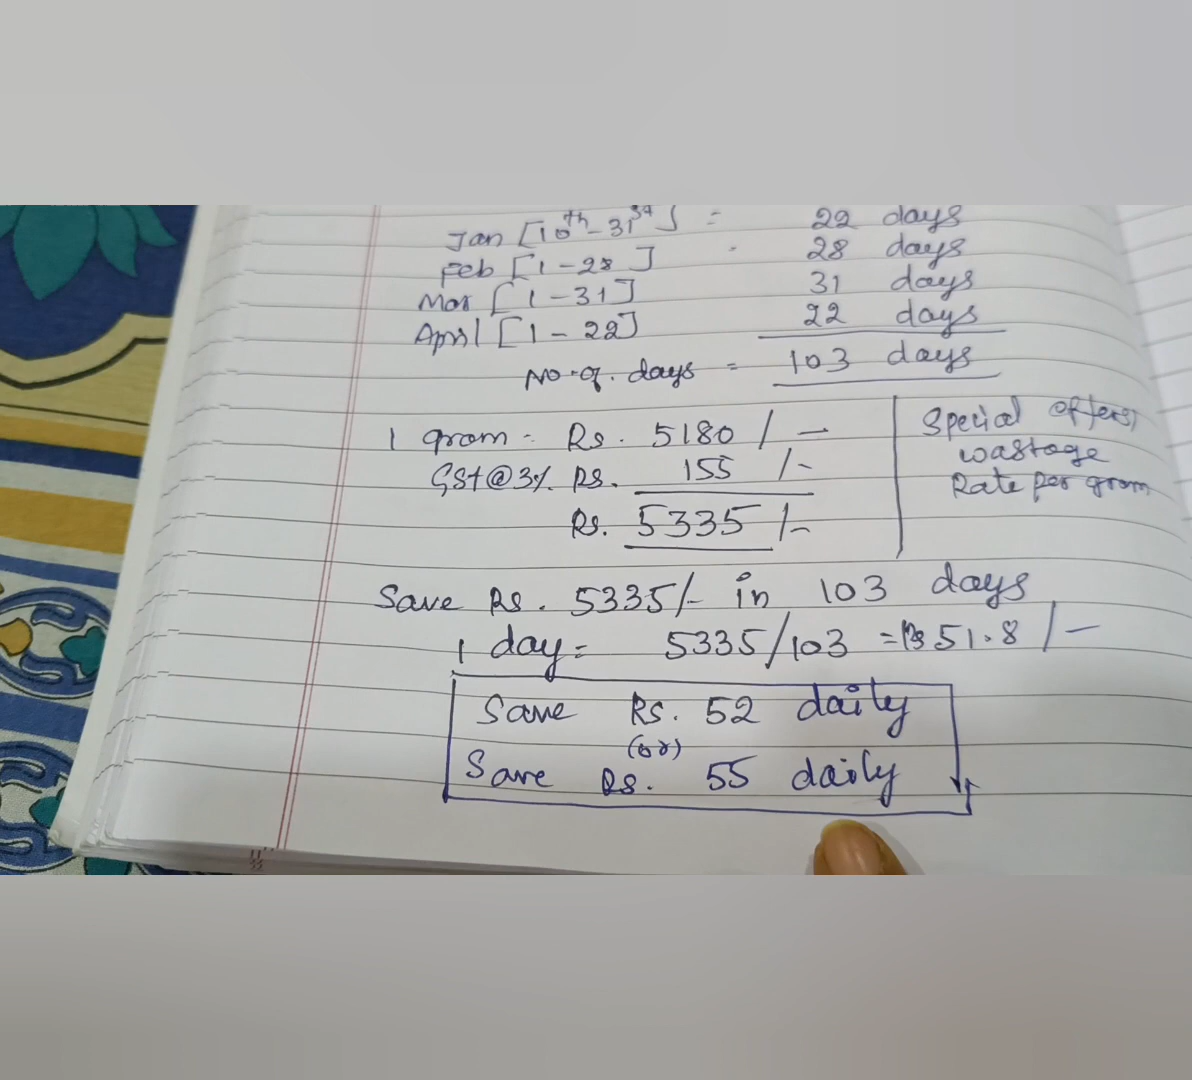 Jan [10th-31st] = 22 days
Feb [1-28] - 28 days
Mar [1-31] 31 days
April [1-22] 22 days
No. of. days = 103 days
1 gram - Rs. 5180/-
GSt@3%. Rs. 155/-
Rs. 5335/-
Special offers,
wastage
Rate per gram
Save Rs. 5335/- in 103 days
1 day = 5335/103 = Rs 51.8/-
Save Rs. 52 daily
(or)
Save Rs. 55 daily